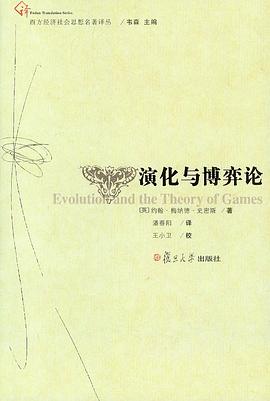 译
Fudan Translation Series
西方经济社会思想名著译丛 / 韦森 主编
演化与博弈论
Evolution and the Theory of Games
[英] 约翰·梅纳德·史密斯 / 著
潘春阳 / 译
王小卫 / 校
復旦大學 出版社